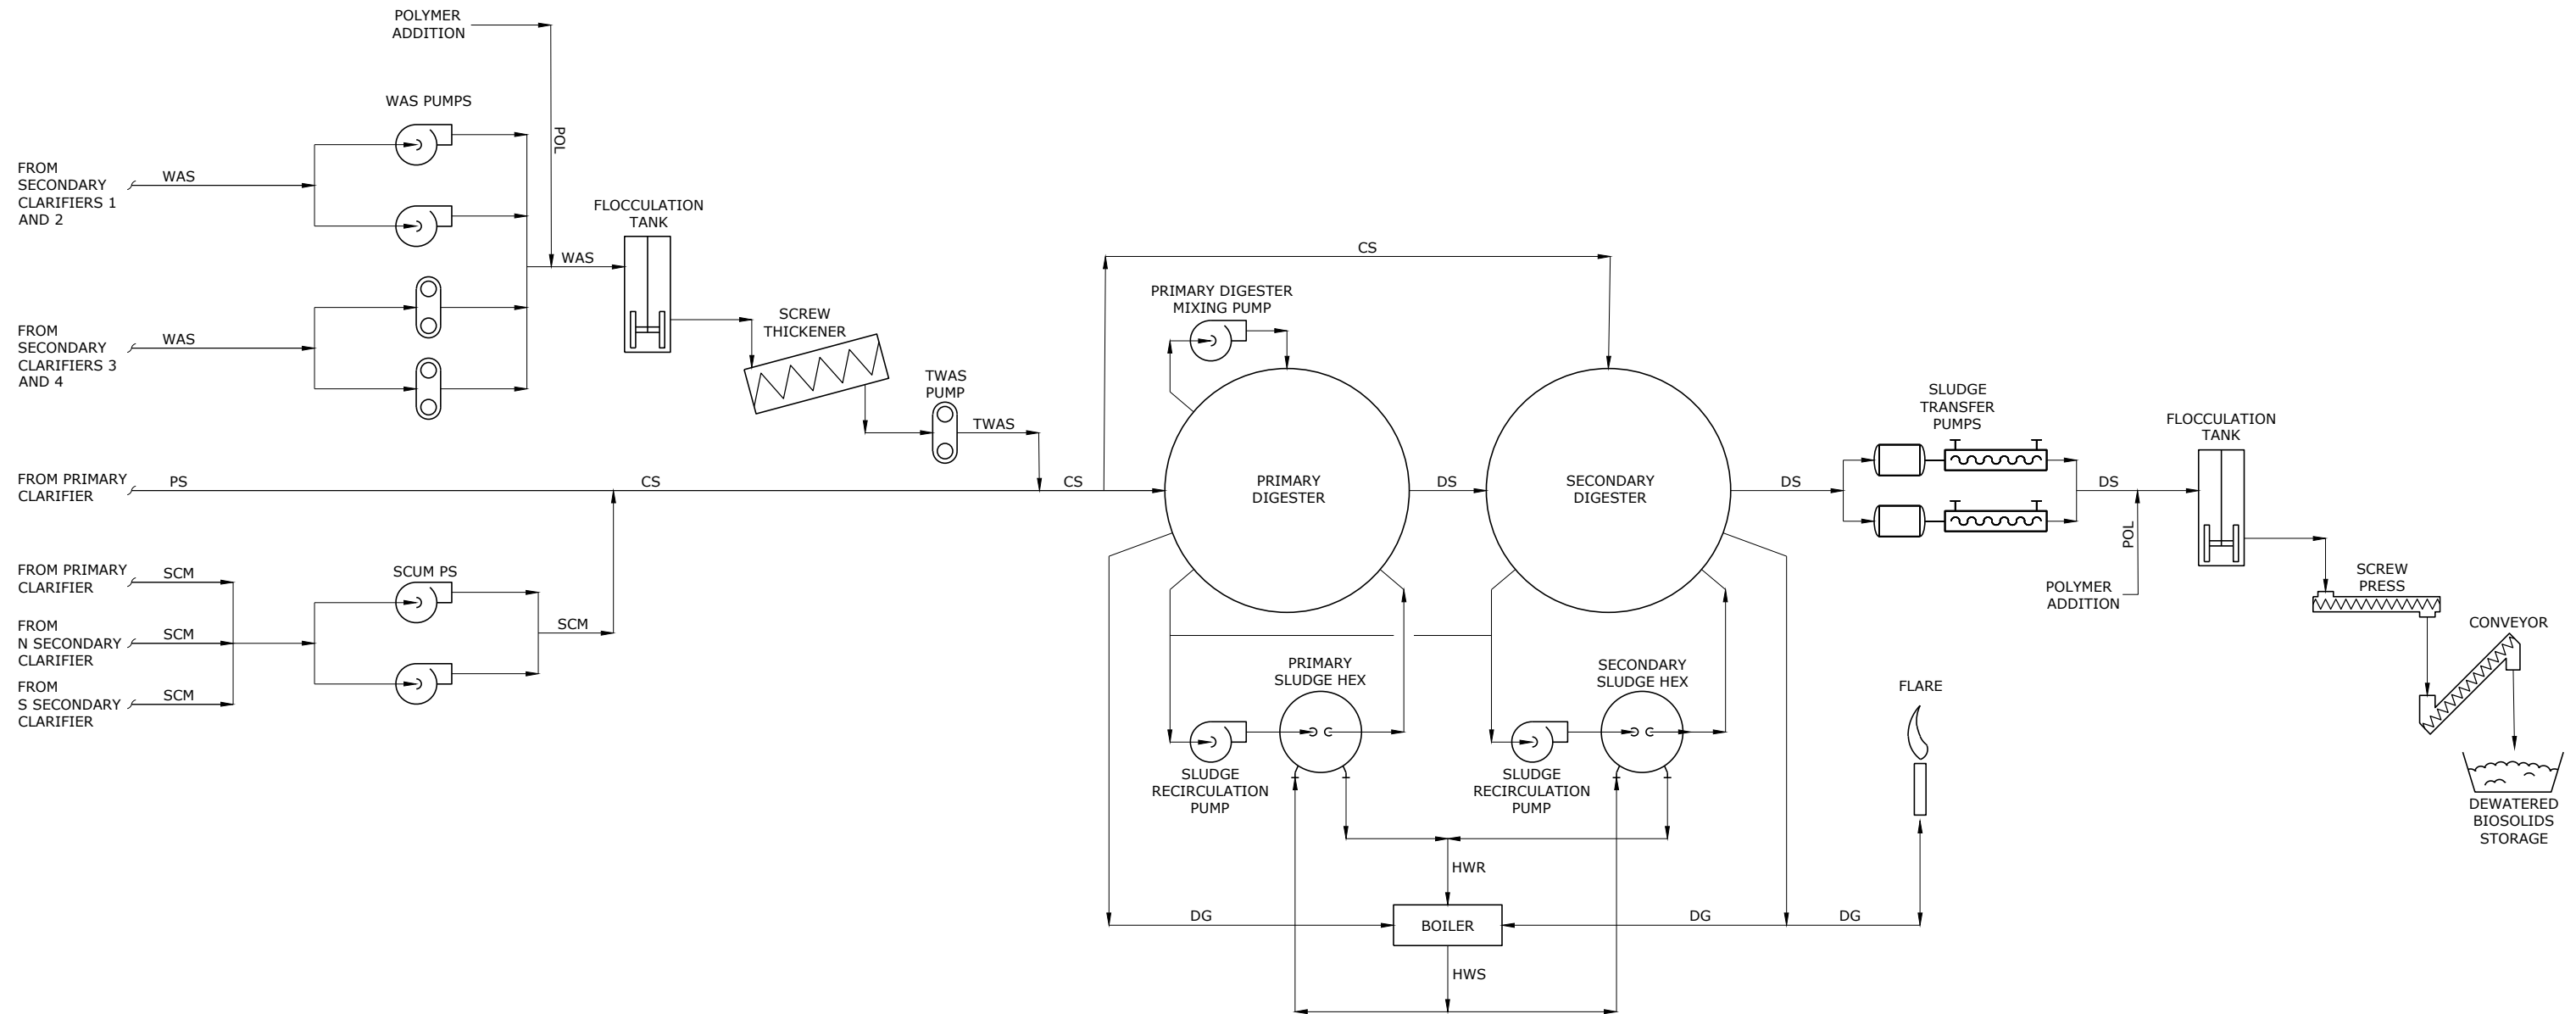 POLYMER
ADDITION
POL
WAS PUMPS
FROM
SECONDARY
CLARIFIERS 1
AND 2
WAS
FLOCCULATION
TANK
WAS
FROM
SECONDARY
CLARIFIERS 3
AND 4
WAS
SCREW
THICKENER
TWAS
PUMP
TWAS
FROM PRIMARY
CLARIFIER
PS
CS
CS
CS
PRIMARY DIGESTER
MIXING PUMP
PRIMARY
DIGESTER
DS
SECONDARY
DIGESTER
DS
SLUDGE
TRANSFER
PUMPS
DS
FLOCCULATION
TANK
POL
POLYMER
ADDITION
SCREW
PRESS
CONVEYOR
DEWATERED
BIOSOLIDS
STORAGE
FROM PRIMARY
CLARIFIER
SCM
FROM
N SECONDARY
CLARIFIER
SCM
FROM
S SECONDARY
CLARIFIER
SCM
SCUM PS
SCM
PRIMARY
SLUDGE HEX
SECONDARY
SLUDGE HEX
SLUDGE
RECIRCULATION
PUMP
SLUDGE
RECIRCULATION
PUMP
FLARE
HWR
DG
BOILER
DG
DG
HWS